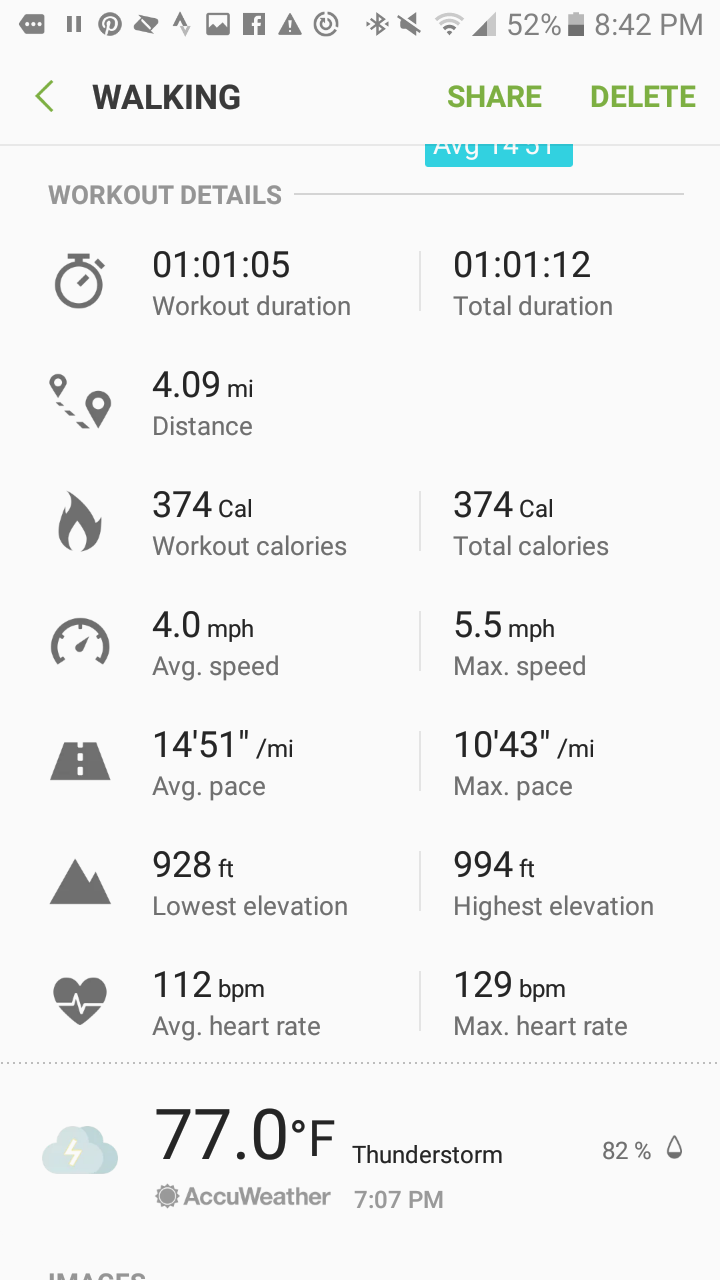 52% 8:42 PM
WALKING SHARE DELETE
Avg 14'51"
WORKOUT DETAILS
01:01:05 01:01:12
Workout duration Total duration
4.09 mi
Distance
374 Cal 374 Cal
Workout calories Total calories
4.0 mph 5.5 mph
Avg. speed Max. speed
14'51" /mi 10'43" /mi
Avg. pace Max. pace
928 ft 994 ft
Lowest elevation Highest elevation
112 bpm 129 bpm
Avg. heart rate Max. heart rate
77.0°F Thunderstorm 82 %
AccuWeather 7:07 PM
IMAGES